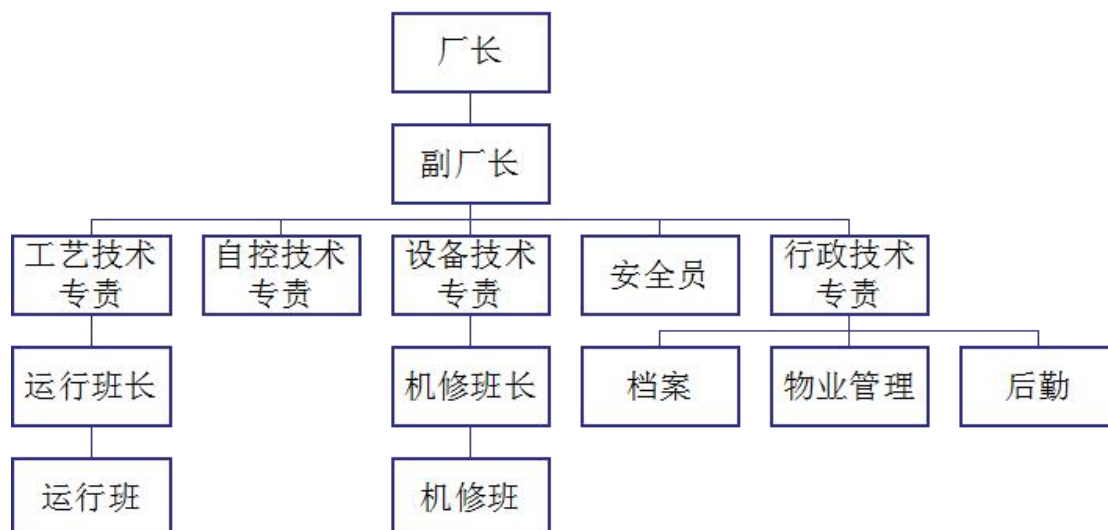 厂长
副厂长
工艺技术
专责
自控技术
专责
设备技术
专责
安全员
行政技术
专责
运行班长
机修班长
档案
物业管理
后勤
运行班
机修班